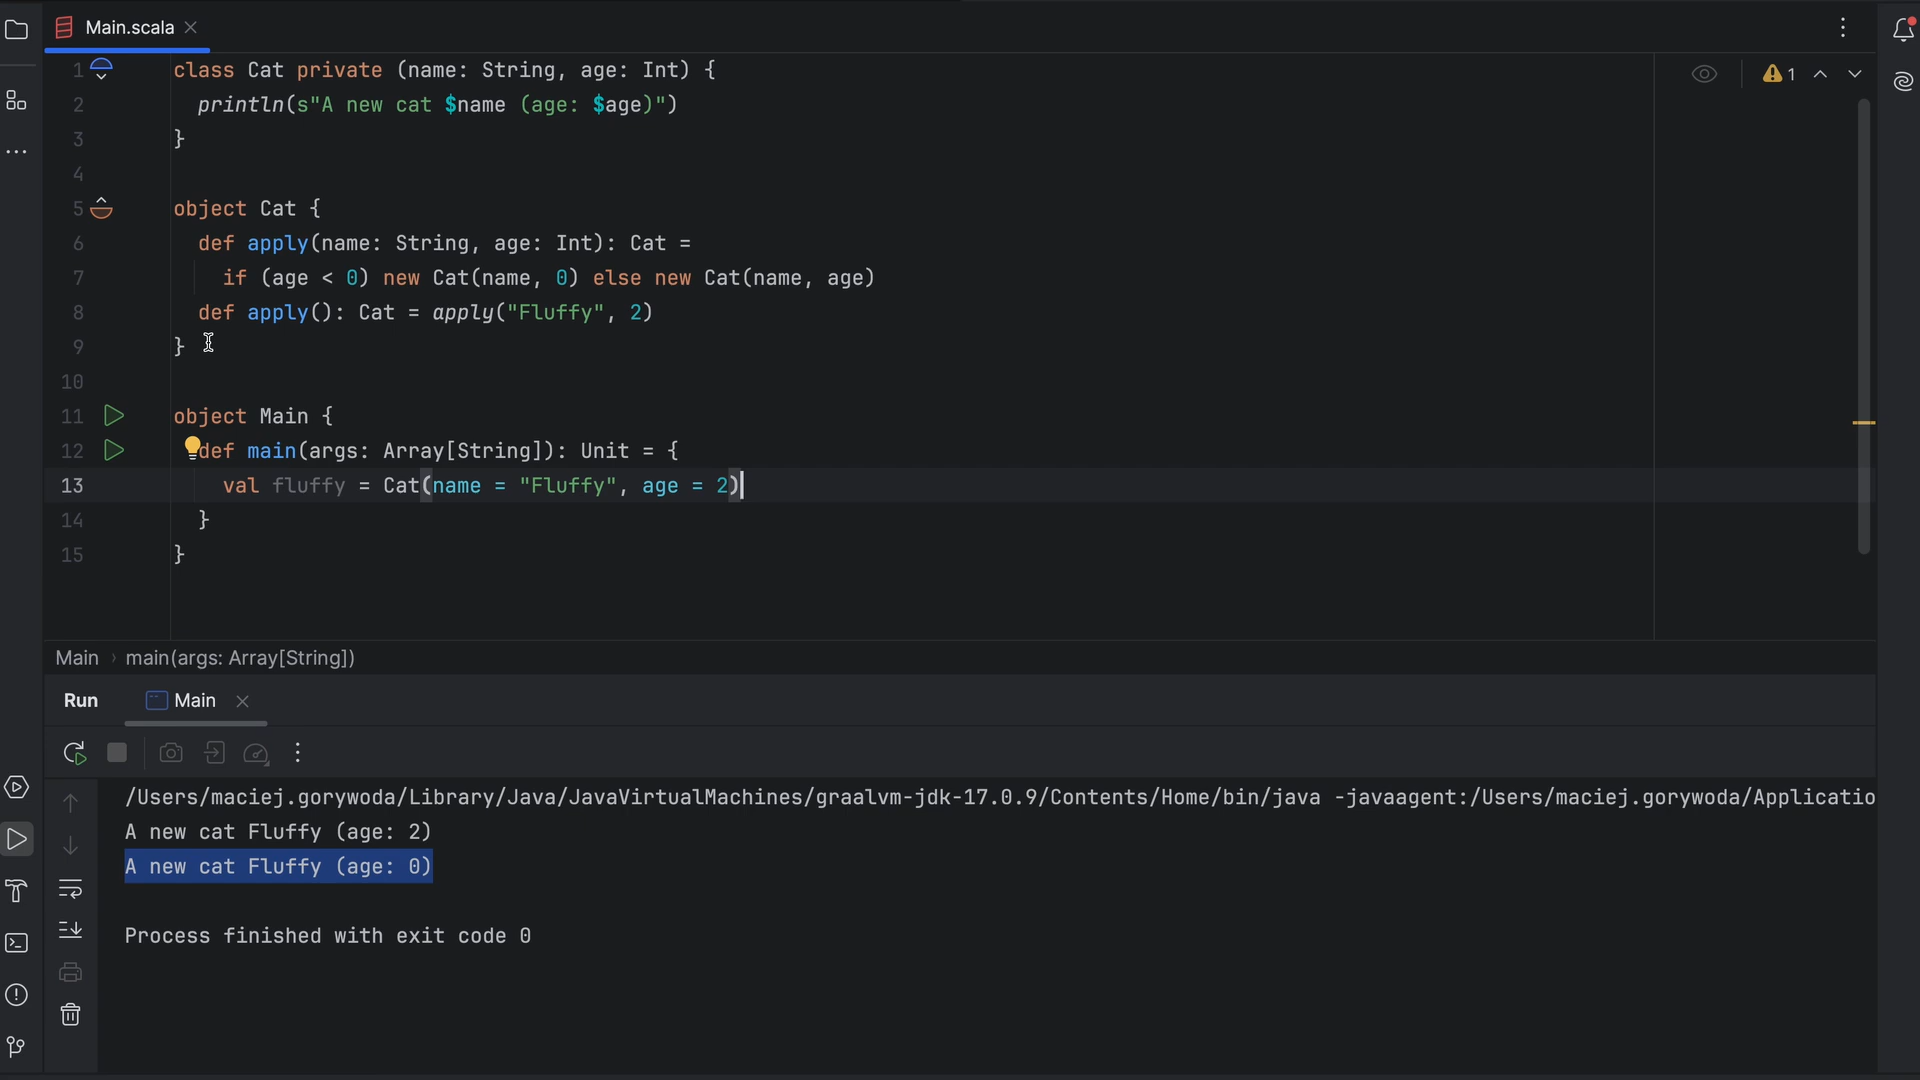 Main.scala
1 class Cat private (name: String, age: Int) {
1
2 println(s"A new cat $name (age: $age)")
3 }
4
5 object Cat {
6 def apply(name: String, age: Int): Cat =
7 if (age < 0) new Cat(name, 0) else new Cat(name, age)
8 def apply(): Cat = apply("Fluffy", 2)
9 }
10
11 object Main {
12 def main(args: Array[String]): Unit = {
13 val fluffy = Cat(name = "Fluffy", age = 2)
14 }
15 }
Main › main(args: Array[String])
Run Main
/Users/maciej.gorywoda/Library/Java/JavaVirtualMachines/graalvm-jdk-17.0.9/Contents/Home/bin/java -javaagent:/Users/maciej.gorywoda/Applicatio
A new cat Fluffy (age: 2)
A new cat Fluffy (age: 0)
Process finished with exit code 0